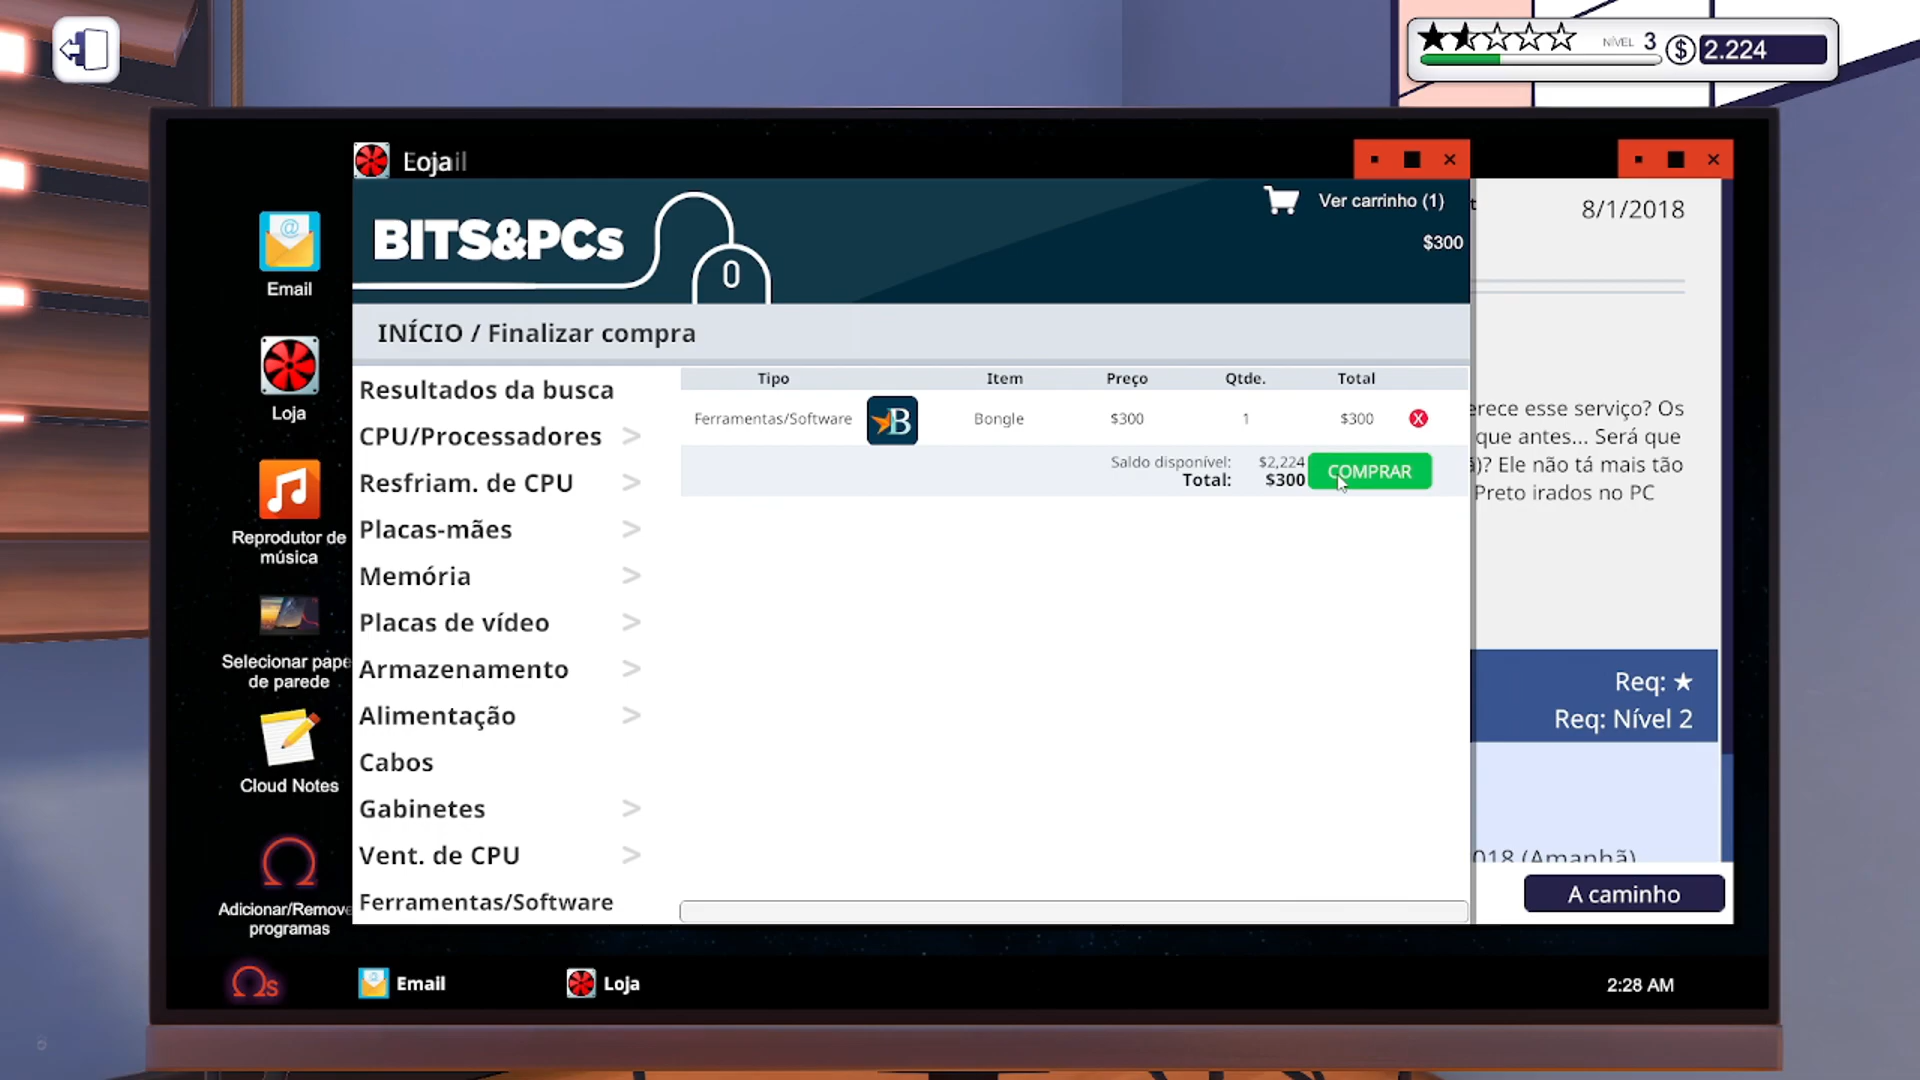 NÍVEL 3
$ 2.224
Loja
Ver carrinho (1)
$300
BITS&PCs
8/1/2018
INÍCIO / Finalizar compra
Email
Loja
Reprodutor de
música
Selecionar pape
de parede
Cloud Notes
Adicionar/Remove
programas
Resultados da busca
CPU/Processadores >
Resfriam. de CPU >
Placas-mães >
Memória >
Placas de vídeo >
Armazenamento >
Alimentação >
Cabos
Gabinetes >
Vent. de CPU >
Ferramentas/Software
Tipo Item Preço Qtde. Total
Ferramentas/Software B Bongle $300 1 $300
Saldo disponível: $2,224
Total: $300
COMPRAR
erece esse serviço? Os
que antes... Será que
)? Ele não tá mais tão
Preto irados no PC
Req: ★
Req: Nível 2
018 (Amanhã)
A caminho
Ωs
Email
Loja
2:28 AM